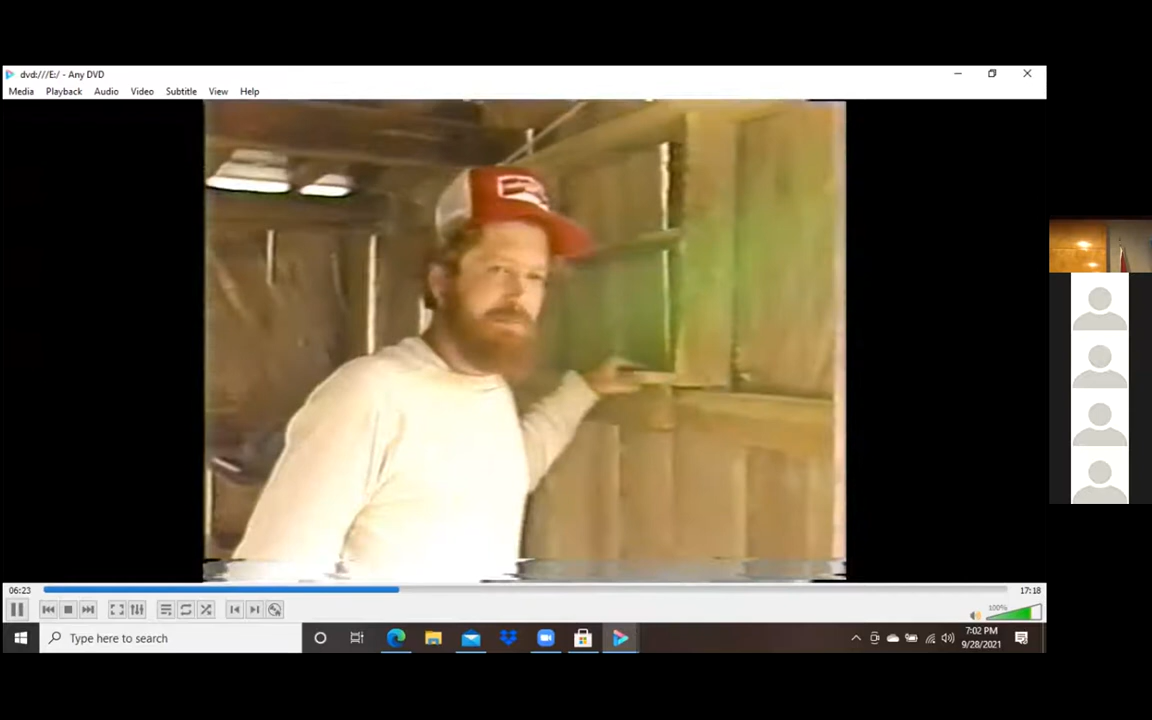 dvd:///E:/ - Any DVD
Media Playback Audio Video Subtitle View Help
06:23
17:18
100%
Type here to search
7:02 PM
9/28/2021